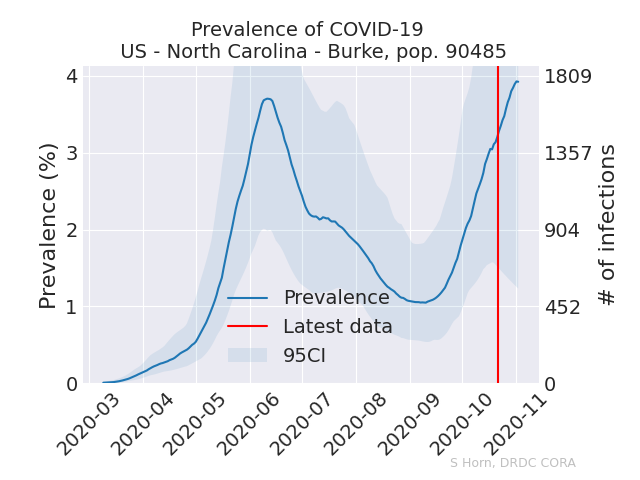 Prevalence of COVID-19
US - North Carolina - Burke, pop. 90485
Prevalence (%)
4
3
2
1
0
1809
1357
904
452
0
# of infections
Prevalence
Latest data
95CI
2020-03
2020-04
2020-05
2020-06
2020-07
2020-08
2020-09
2020-10
2020-11
S Horn, DRDC CORA